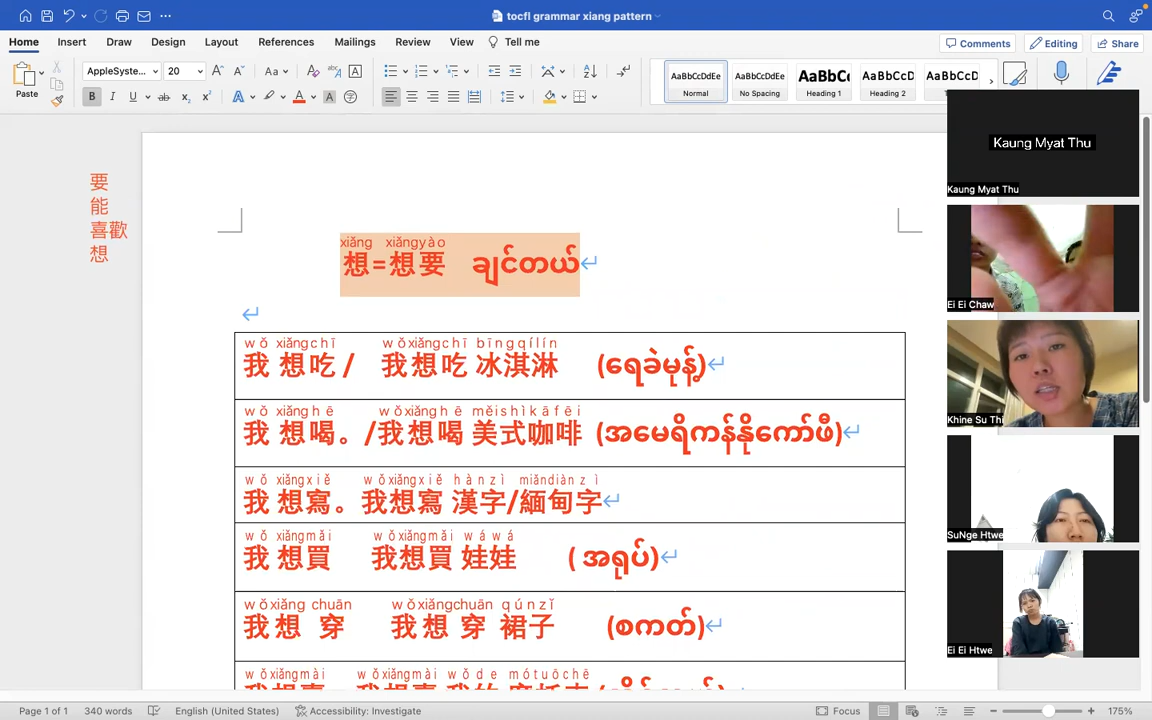 tocfl grammar xiang pattern
Home Insert Draw Design Layout References Mailings Review View Tell me
Comments Editing Share
Paste
AppleSyste... 20
AaBbCcDdEe AaBbCcDdEe AaBbC AaBbCcD AaBbCcD
Normal No Spacing Heading 1 Heading 2
要
能
喜歡
想
xiǎng xiǎngyào
想=想要 ချင်တယ်
wǒ xiǎngchī wǒxiǎngchī bīngqílín
我 想吃 / 我想吃 冰淇淋 (ရေခဲမုန့်)
wǒ xiǎnghē wǒxiǎnghē měishìkāfēi
我 想喝。/我想喝 美式咖啡 (အမေရိကန်နိုကော်ဖီ)
wǒ xiǎngxiě wǒxiǎngxiě hànzì miǎndiànzì
我 想寫。 我想寫 漢字/緬甸字
wǒ xiǎngmǎi wǒxiǎngmǎi wáwá
我 想買 我想買 娃娃 ( အရုပ်)
wǒxiǎng chuān wǒxiǎngchuān qúnzǐ
我 想 穿 我 想 穿 裙子 (စကတ်)
wǒxiǎngmài wǒxiǎngmài wǒde mótuōchē
Kaung Myat Thu
Kaung Myat Thu
Ei Ei Chaw
Khine Su Thi
SuNge Htwe
Ei Ei Htwe
Page 1 of 1 340 words English (United States) Accessibility: Investigate Focus 175%